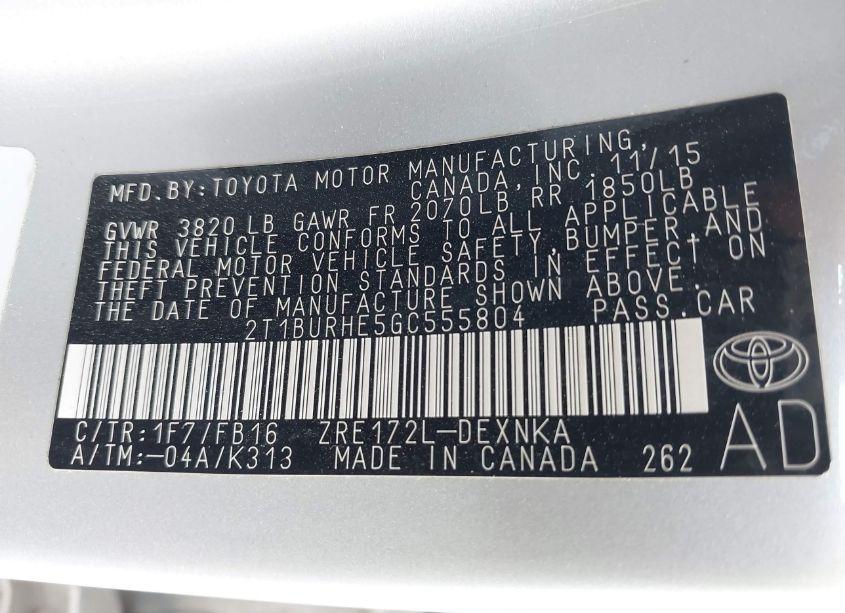 MFD. BY: TOYOTA MOTOR MANUFACTURING,
CANADA, INC. 11/15
GVWR 3820 LB GAWR FR 2070LB RR 1850LB
THIS VEHICLE CONFORMS TO ALL APPLICABLE
FEDERAL MOTOR VEHICLE SAFETY, BUMPER, AND
THEFT PREVENTION STANDARDS IN EFFECT ON
THE DATE OF MANUFACTURE SHOWN ABOVE.
2T1BURHE5GC555804 PASS. CAR
C/TR: 1F7/FB16 ZRE172L-DEXNKA
A/TM: -04A/K313 MADE IN CANADA 262
AD